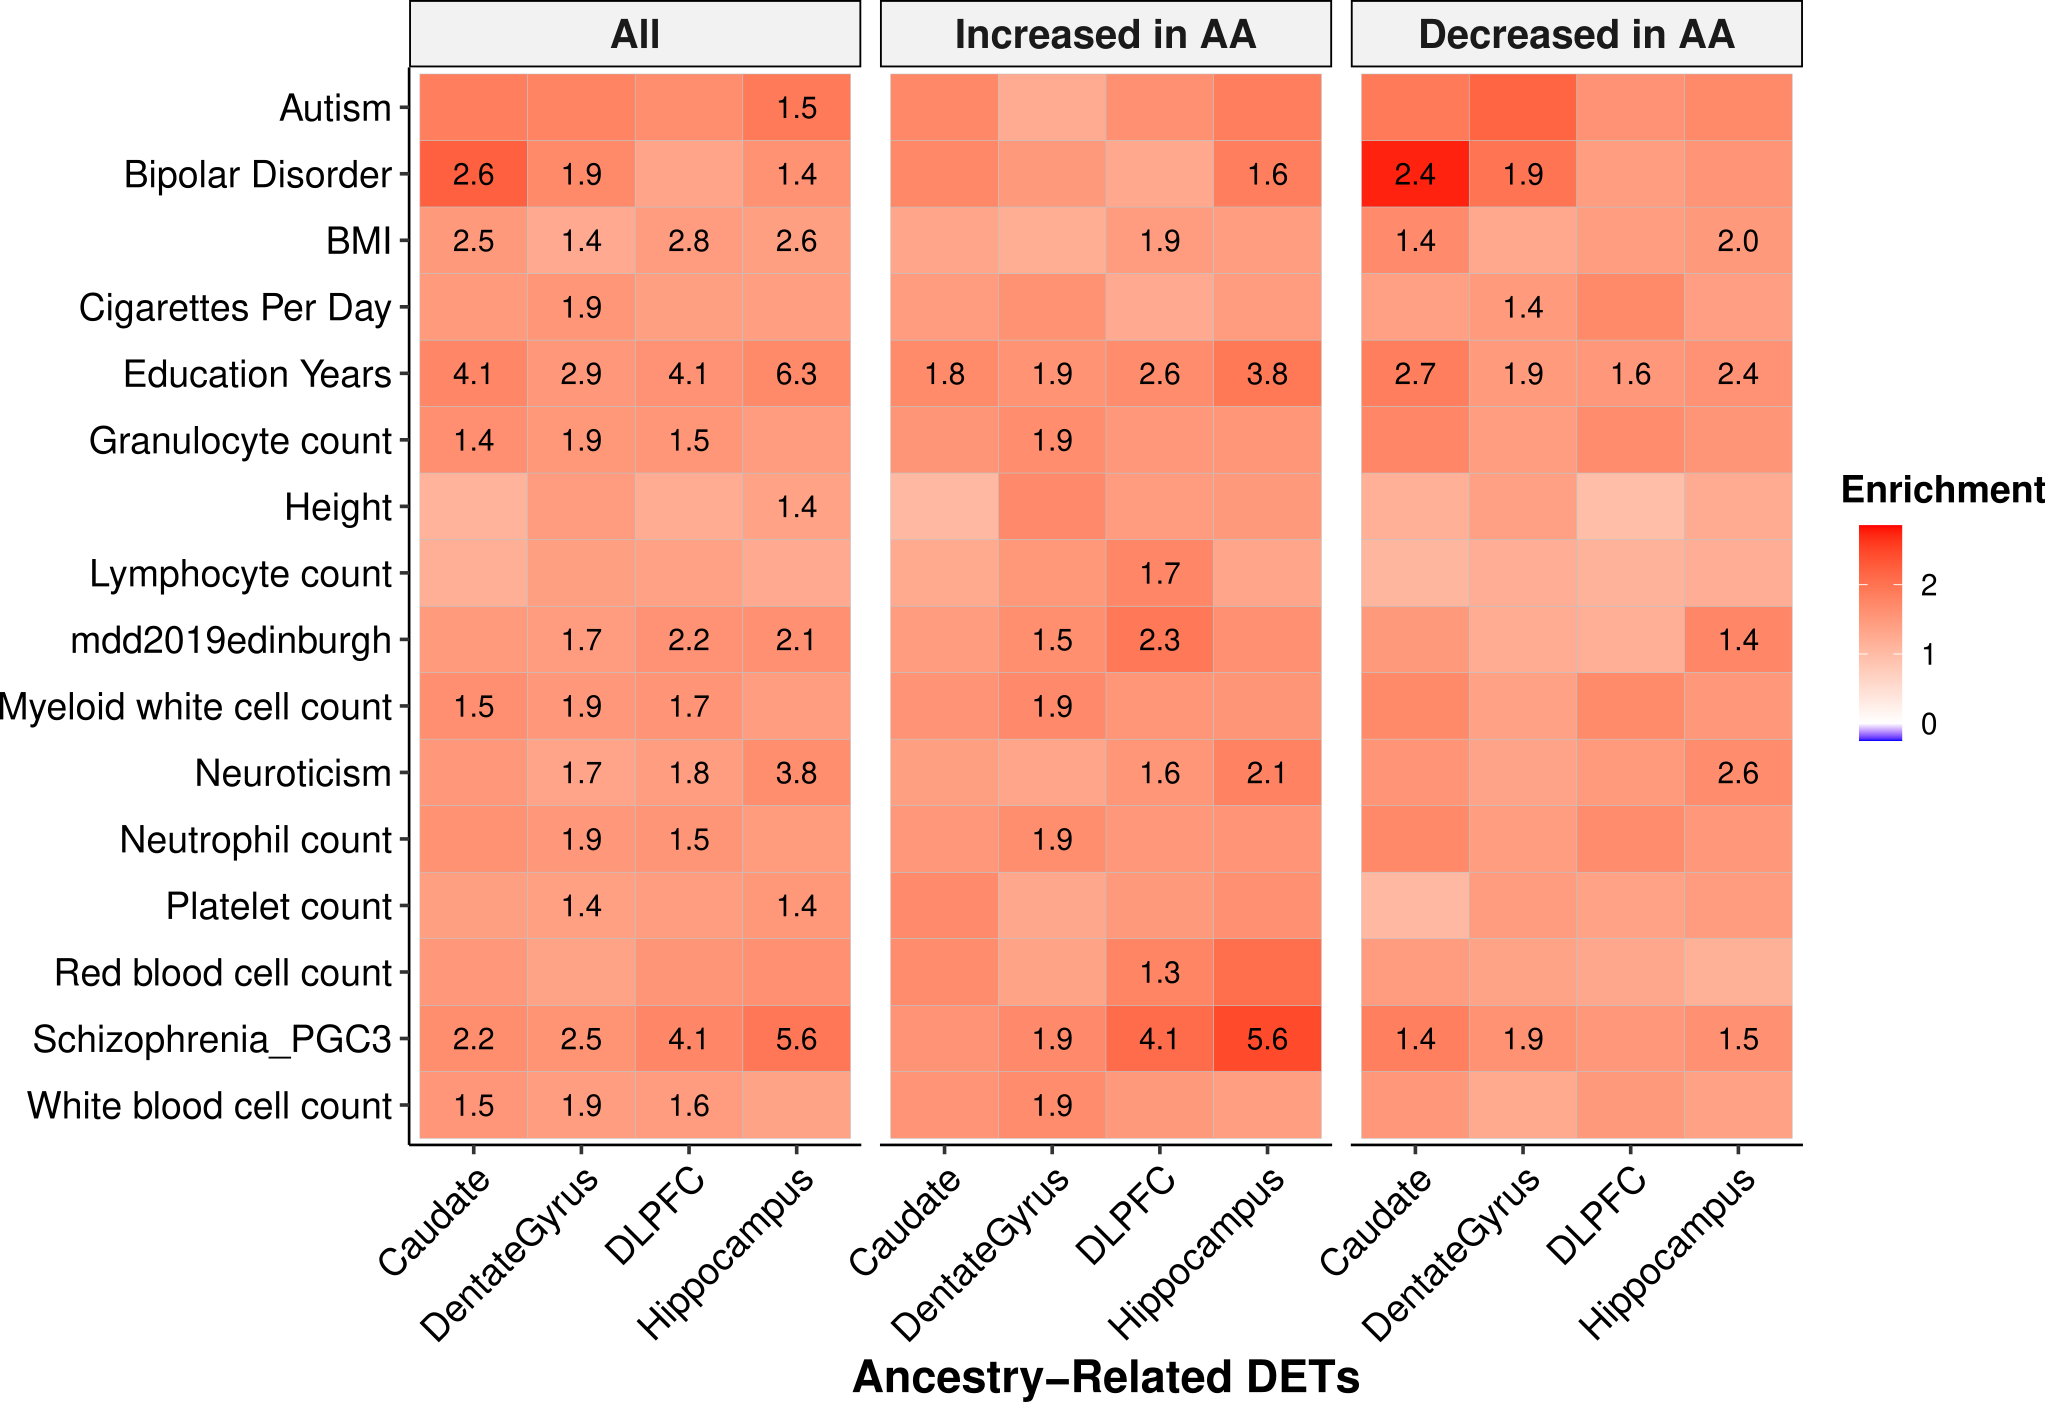 All Increased in AA Decreased in AA
Autism 1.5
Bipolar Disorder 2.6 1.9 1.4 1.6 2.4 1.9
BMI 2.5 1.4 2.8 2.6 1.9 1.4 2.0
Cigarettes Per Day 1.9 1.4
Education Years 4.1 2.9 4.1 6.3 1.8 1.9 2.6 3.8 2.7 1.9 1.6 2.4
Granulocyte count 1.4 1.9 1.5 1.9
Height 1.4
Lymphocyte count 1.7
mdd2019edinburgh 1.7 2.2 2.1 1.5 2.3 1.4
Myeloid white cell count 1.5 1.9 1.7 1.9
Neuroticism 1.7 1.8 3.8 1.6 2.1 2.6
Neutrophil count 1.9 1.5 1.9
Platelet count 1.4 1.4
Red blood cell count 1.3
Schizophrenia_PGC3 2.2 2.5 4.1 5.6 1.9 4.1 5.6 1.4 1.9 1.5
White blood cell count 1.5 1.9 1.6 1.9
Caudate DentateGyrus DLPFC Hippocampus Caudate DentateGyrus DLPFC Hippocampus Caudate DentateGyrus DLPFC Hippocampus
Ancestry−Related DETs
Enrichment
2
1
0